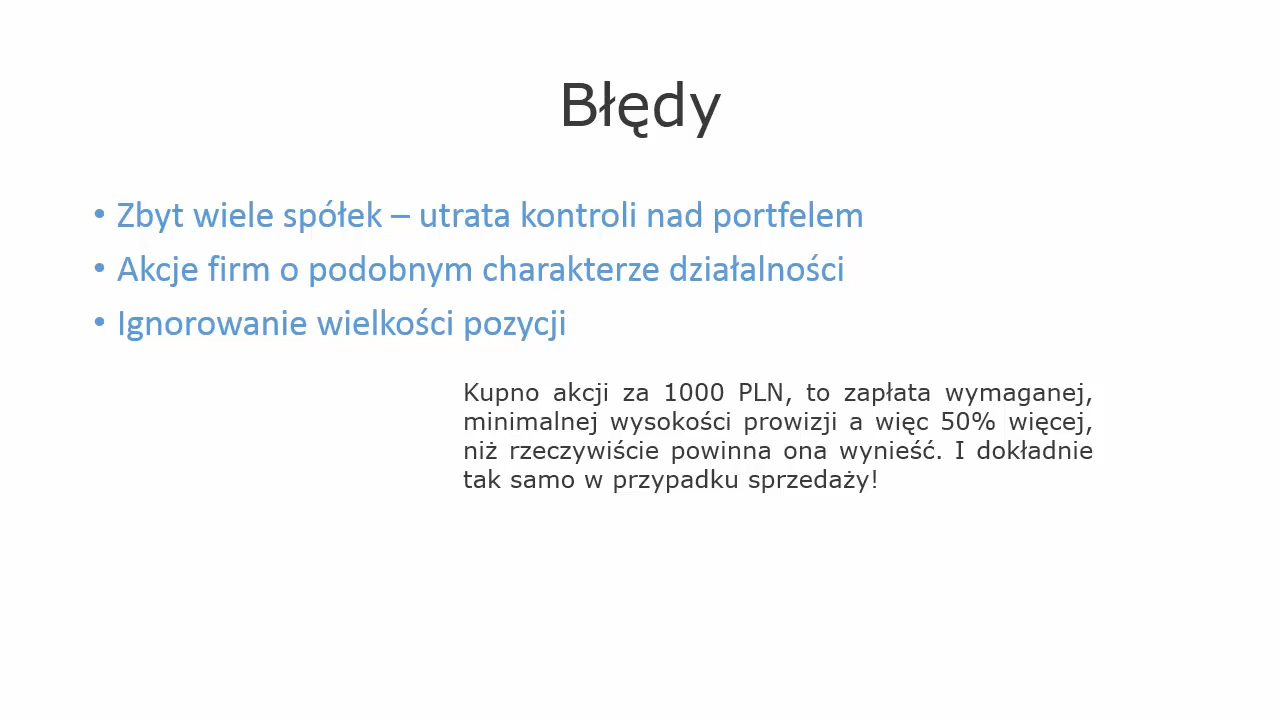 Błędy
• Zbyt wiele spółek – utrata kontroli nad portfelem
• Akcje firm o podobnym charakterze działalności
• Ignorowanie wielkości pozycji
Kupno akcji za 1000 PLN, to zapłata wymaganej,
minimalnej wysokości prowizji a więc 50% więcej,
niż rzeczywiście powinna ona wynieść. I dokładnie
tak samo w przypadku sprzedaży!